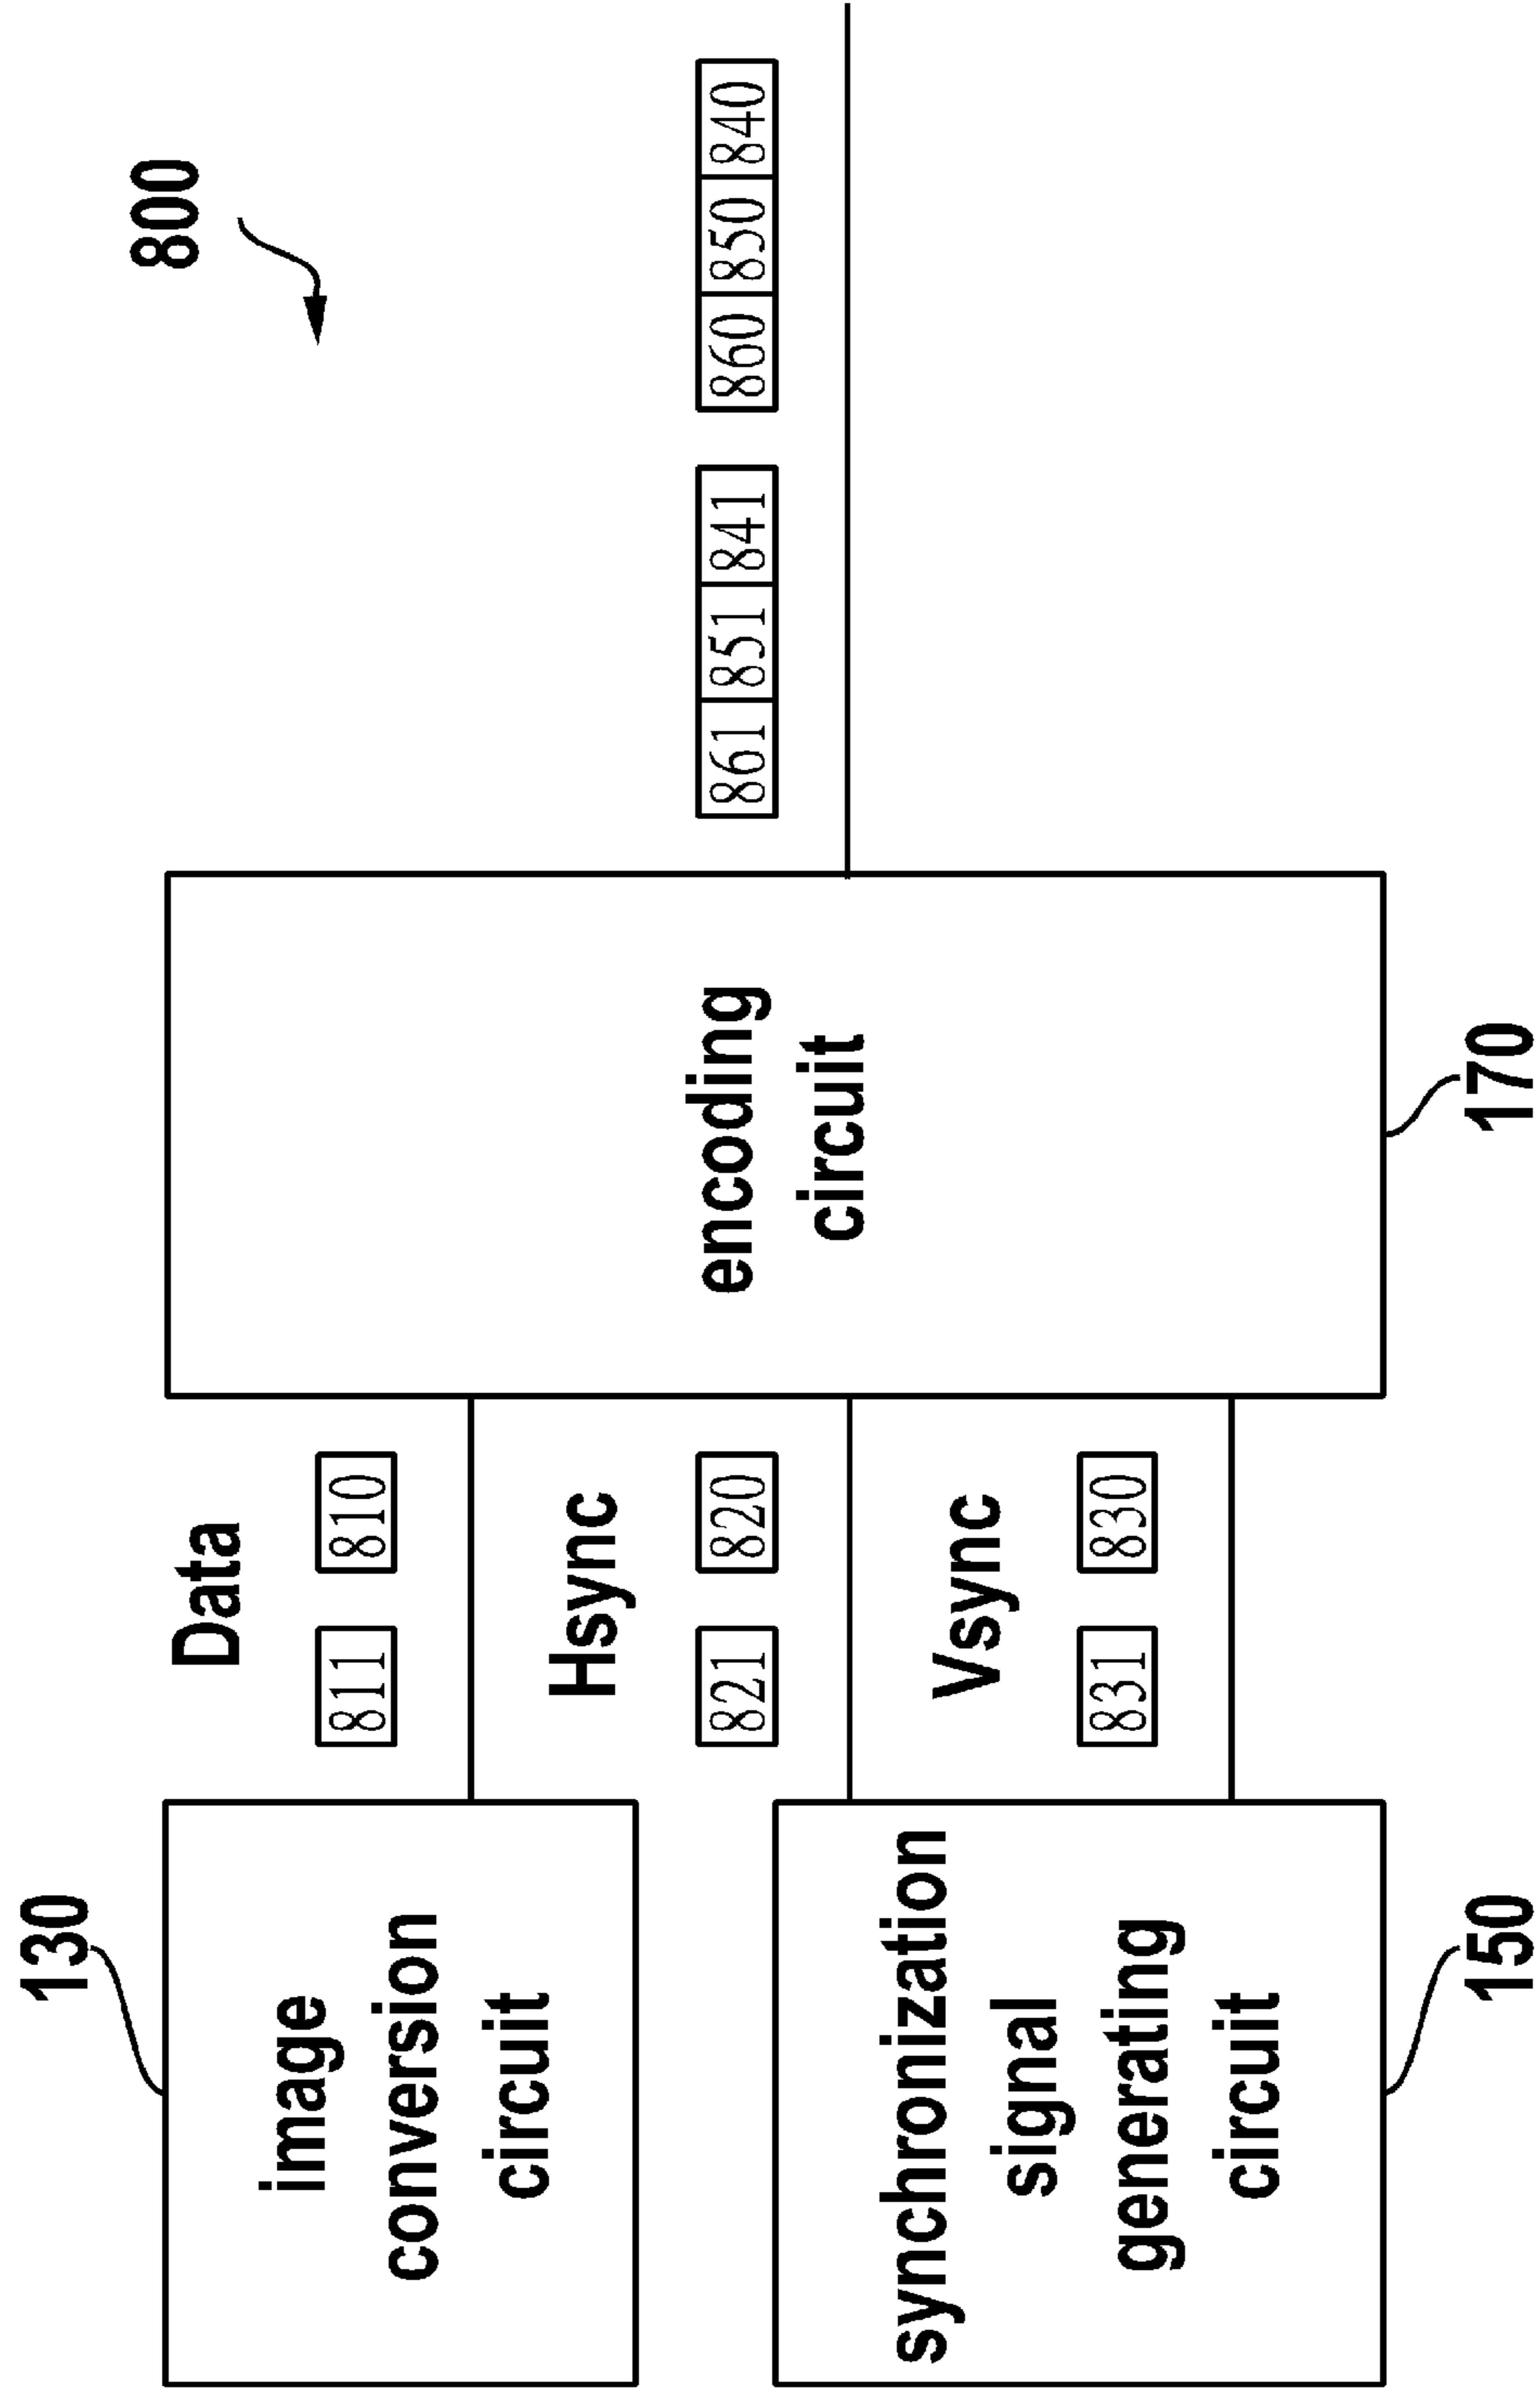 800
130
image
conversion
circuit
Data
811
810
Hsync
821
820
Vsync
831
830
synchronization
signal
generating
circuit
150
encoding
circuit
170
861 851 841
860 850 840